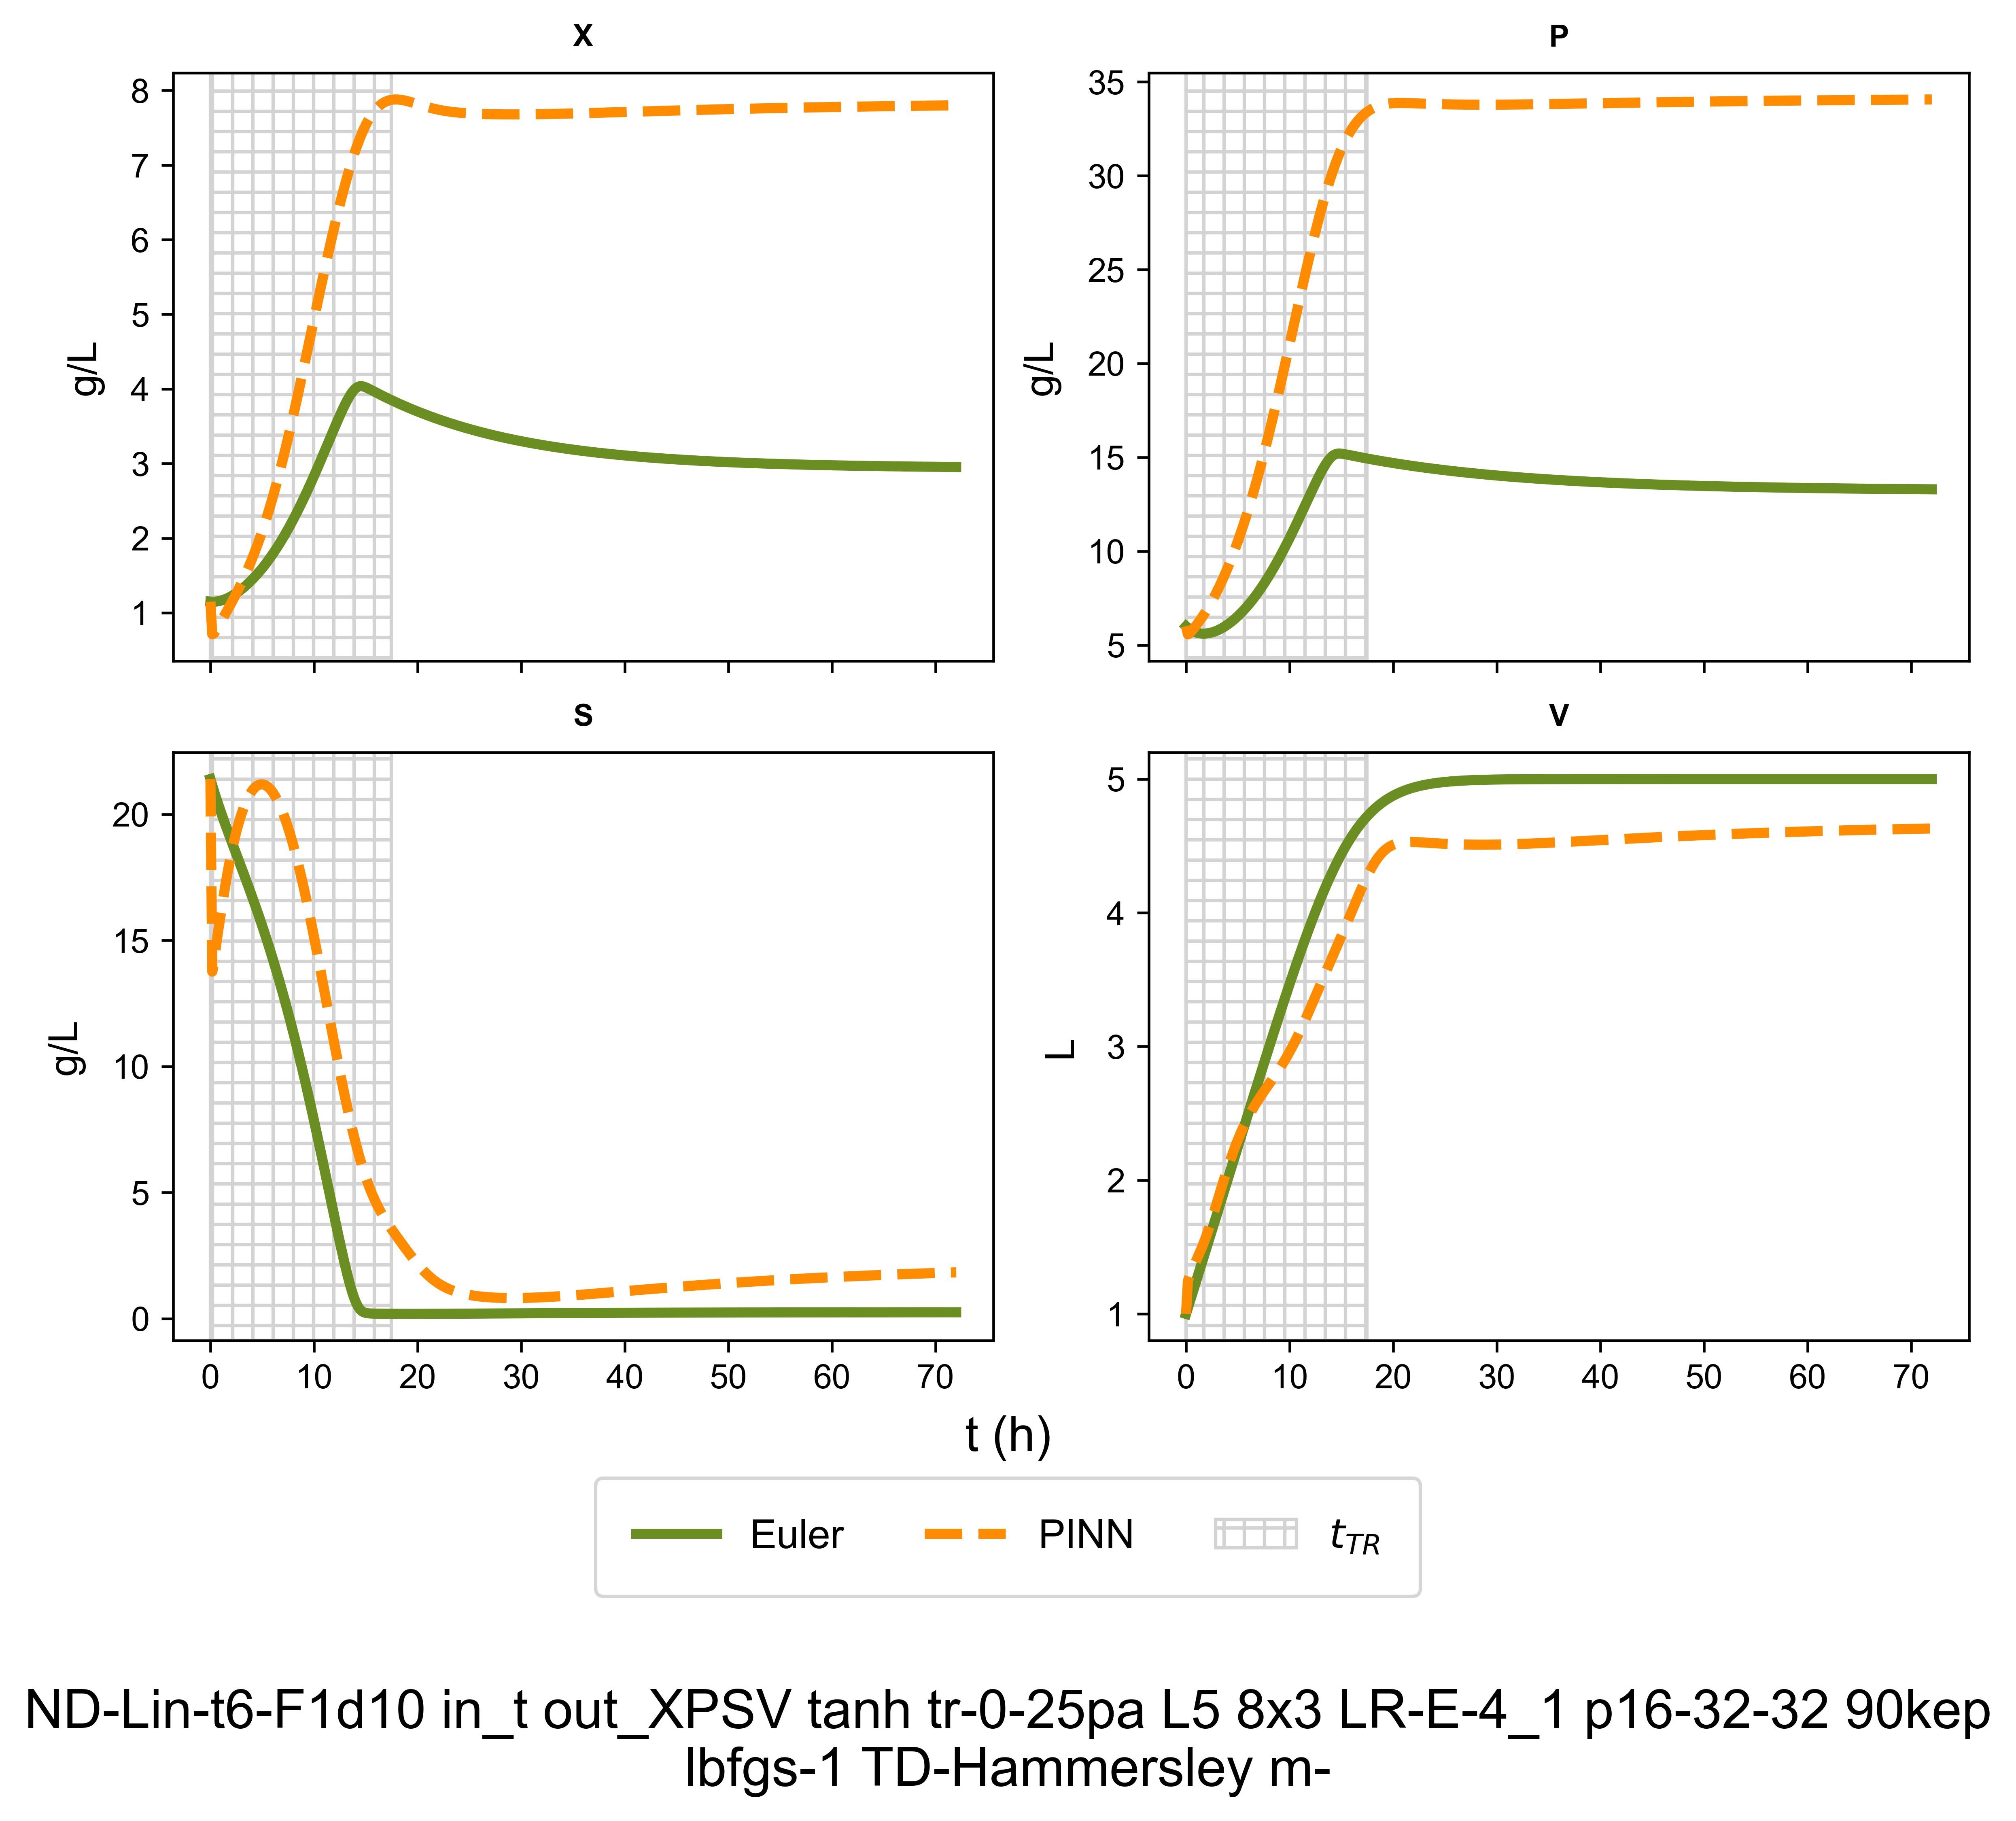 X
P
8
7
6
5
4
3
2
1
g/L
35
30
25
20
15
10
5
g/L
S
V
20
15
10
5
0
g/L
5
4
3
2
1
L
0 10 20 30 40 50 60 70
0 10 20 30 40 50 60 70
t (h)
Euler PINN t_TR
ND-Lin-t6-F1d10 in_t out_XPSV tanh tr-0-25pa L5 8x3 LR-E-4_1 p16-32-32 90kep
lbfgs-1 TD-Hammersley m-